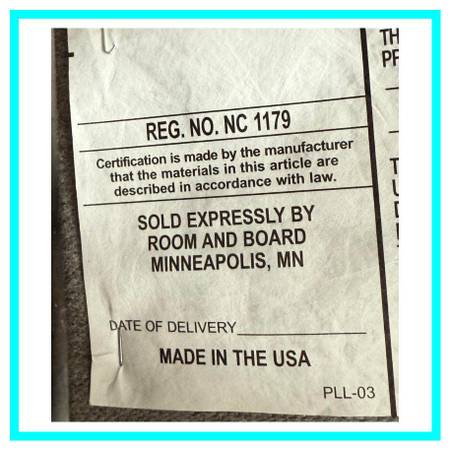 REG. NO. NC 1179
Certification is made by the manufacturer
that the materials in this article are
described in accordance with law.
SOLD EXPRESSLY BY
ROOM AND BOARD
MINNEAPOLIS, MN
DATE OF DELIVERY
MADE IN THE USA
PLL-03